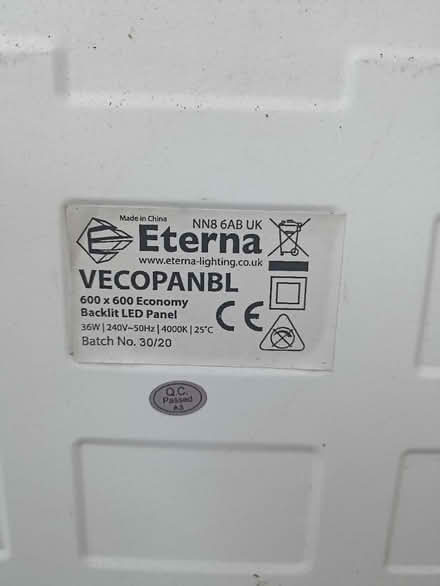 Made in China
NN8 6AB UK
Eterna
www.eterna-lighting.co.uk
VECOPANBL
600 x 600 Economy
Backlit LED Panel
36W | 240V~50Hz | 4000K | 25°C
Batch No. 30/20
CE
Q.C.
Passed
A3